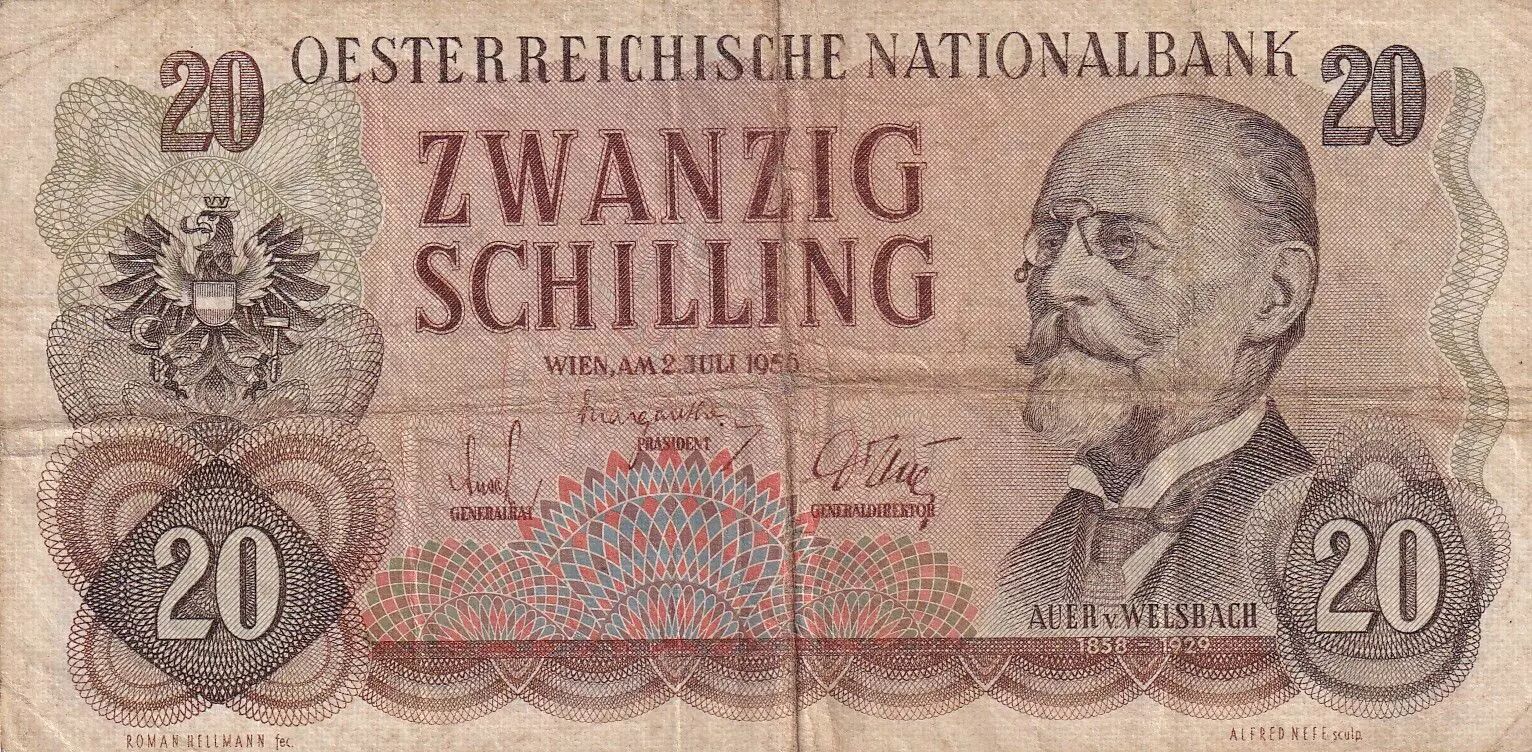 20 OESTERREICHISCHE NATIONALBANK 20
ZWANZIG
SCHILLING
WIEN, AM 2. JULI 1956
PRÄSIDENT
GENERALRAT
GENERALDIREKTOR
20
20
AUER v. WELSBACH
1858 - 1929
ROMAN HELLMANN fec.
ALFRED NEFE sculp.